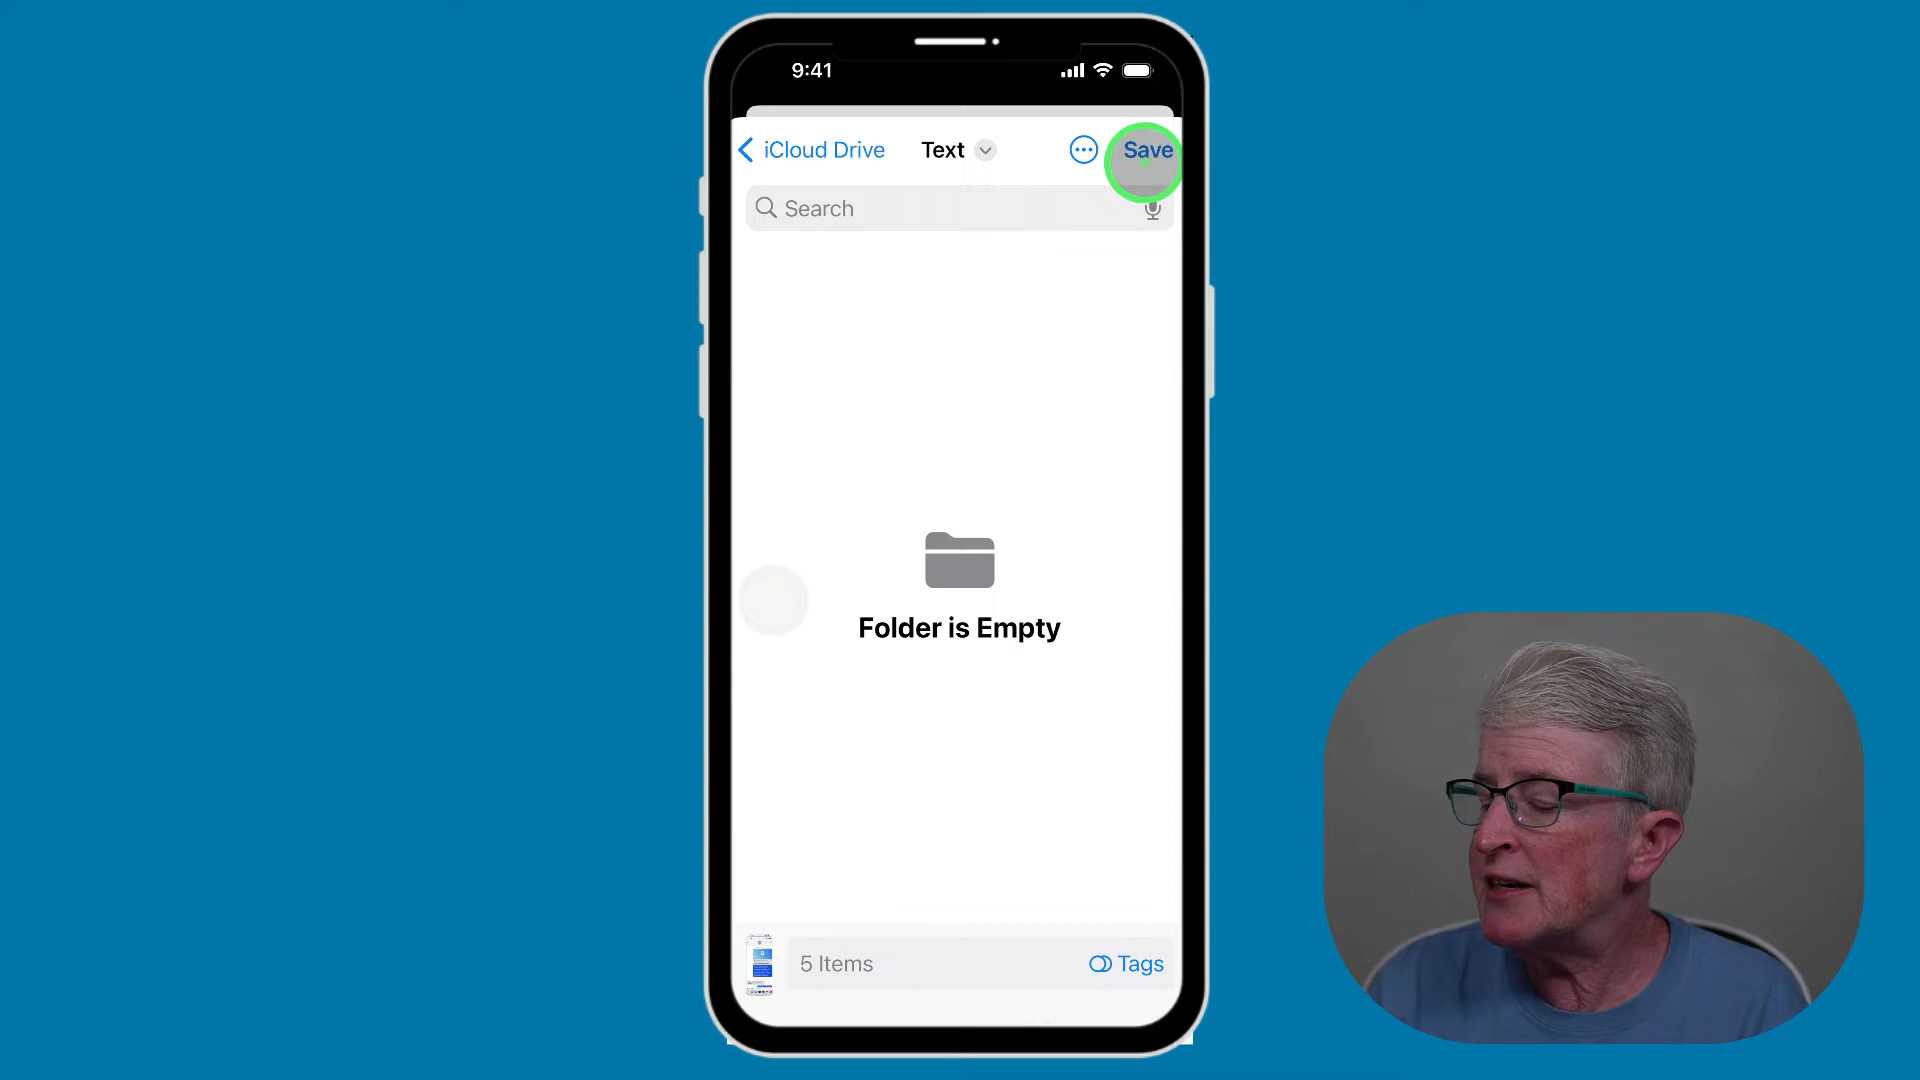 9:41
iCloud Drive Text Save
Search
Folder is Empty
5 Items Tags